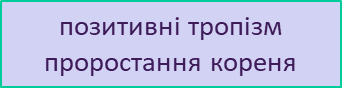 позитивні тропізм
проростання кореня